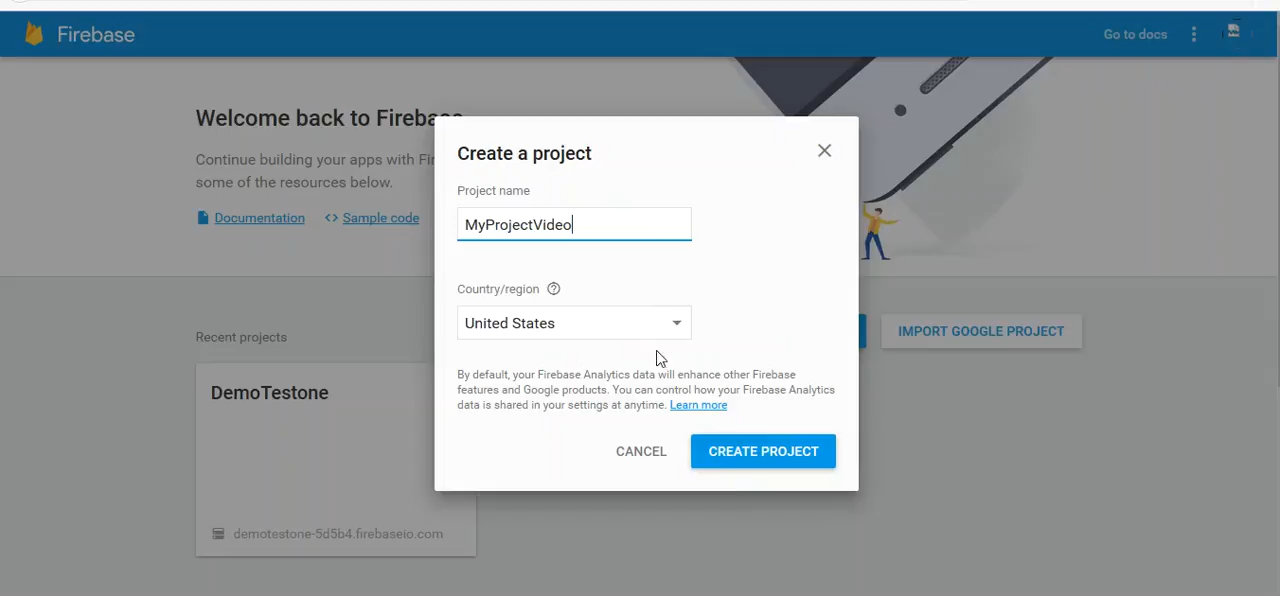 Firebase
Go to docs
Welcome back to Fireba
Continue building your apps with Fi
some of the resources below.
Documentation
<> Sample code
Create a project
Project name
MyProjectVideo
Country/region
United States
By default, your Firebase Analytics data will enhance other Firebase
features and Google products. You can control how your Firebase Analytics
data is shared in your settings at anytime. Learn more
CANCEL
CREATE PROJECT
Recent projects
IMPORT GOOGLE PROJECT
DemoTestone
demotestone-5d5b4.firebaseio.com